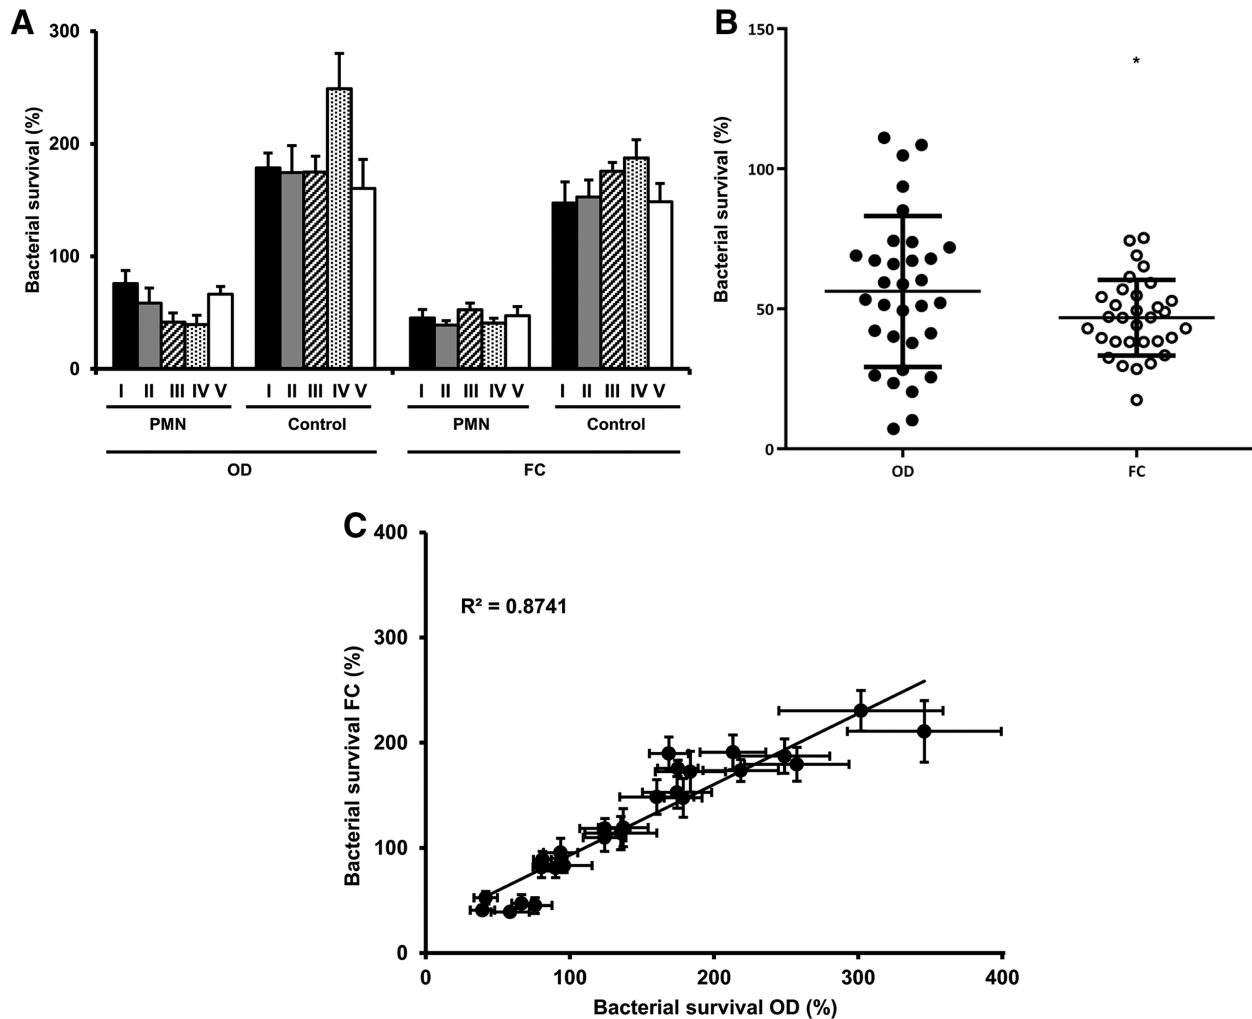 A
Bacterial survival (%)
300
200
100
0
I II III IV V I II III IV V I II III IV V I II III IV V
PMN Control PMN Control
OD FC
B
Bacterial survival (%)
150
100
50
0
*
OD FC
C
Bacterial survival FC (%)
400
300
200
100
0
R² = 0.8741
0 100 200 300 400
Bacterial survival OD (%)